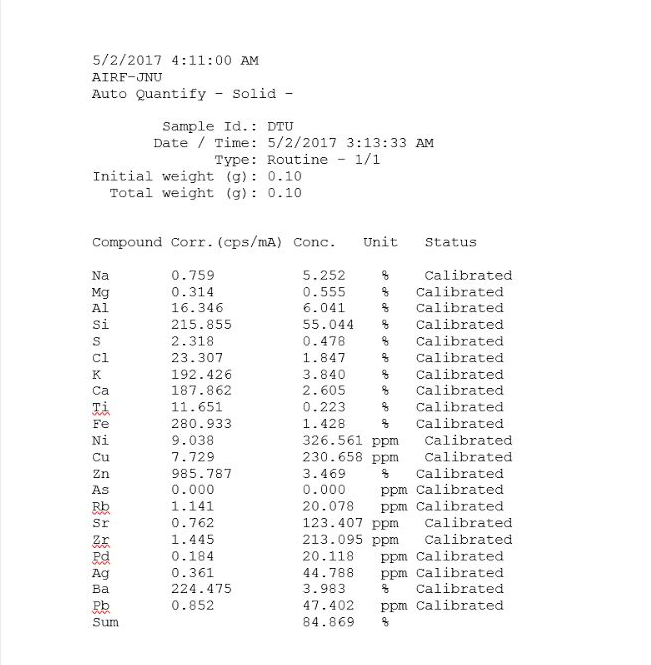 5/2/2017 4:11:00 AM
AIRF-JNU
Auto Quantify - Solid -
Sample Id.: DTU
Date / Time: 5/2/2017 3:13:33 AM
Type: Routine - 1/1
Initial weight (g): 0.10
Total weight (g): 0.10
Compound Corr.(cps/mA) Conc. Unit Status
Na 0.759 5.252 % Calibrated
Mg 0.314 0.555 % Calibrated
Al 16.346 6.041 % Calibrated
Si 215.855 55.044 % Calibrated
S 2.318 0.478 % Calibrated
Cl 23.307 1.847 % Calibrated
K 192.426 3.840 % Calibrated
Ca 187.862 2.605 % Calibrated
Ti 11.651 0.223 % Calibrated
Fe 280.933 1.428 % Calibrated
Ni 9.038 326.561 ppm Calibrated
Cu 7.729 230.658 ppm Calibrated
Zn 985.787 3.469 % Calibrated
As 0.000 0.000 ppm Calibrated
Rb 1.141 20.078 ppm Calibrated
Sr 0.762 123.407 ppm Calibrated
Zr 1.445 213.095 ppm Calibrated
Pd 0.184 20.118 ppm Calibrated
Ag 0.361 44.788 ppm Calibrated
Ba 224.475 3.983 % Calibrated
Pb 0.852 47.402 ppm Calibrated
Sum 84.869 %